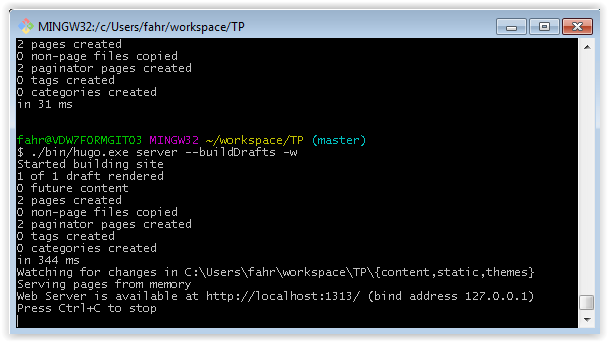 MINGW32:/c/Users/fahr/workspace/TP
2 pages created
0 non-page files copied
2 paginator pages created
0 tags created
0 categories created
in 31 ms
fahr@VDW7FORMGIT03 MINGW32 ~/workspace/TP (master)
$ ./bin/hugo.exe server --buildDrafts -w
Started building site
1 of 1 draft rendered
0 future content
2 pages created
0 non-page files copied
2 paginator pages created
0 tags created
0 categories created
in 344 ms
Watching for changes in C:\Users\fahr\workspace\TP\{content,static,themes}
Serving pages from memory
Web Server is available at http://localhost:1313/ (bind address 127.0.0.1)
Press Ctrl+C to stop